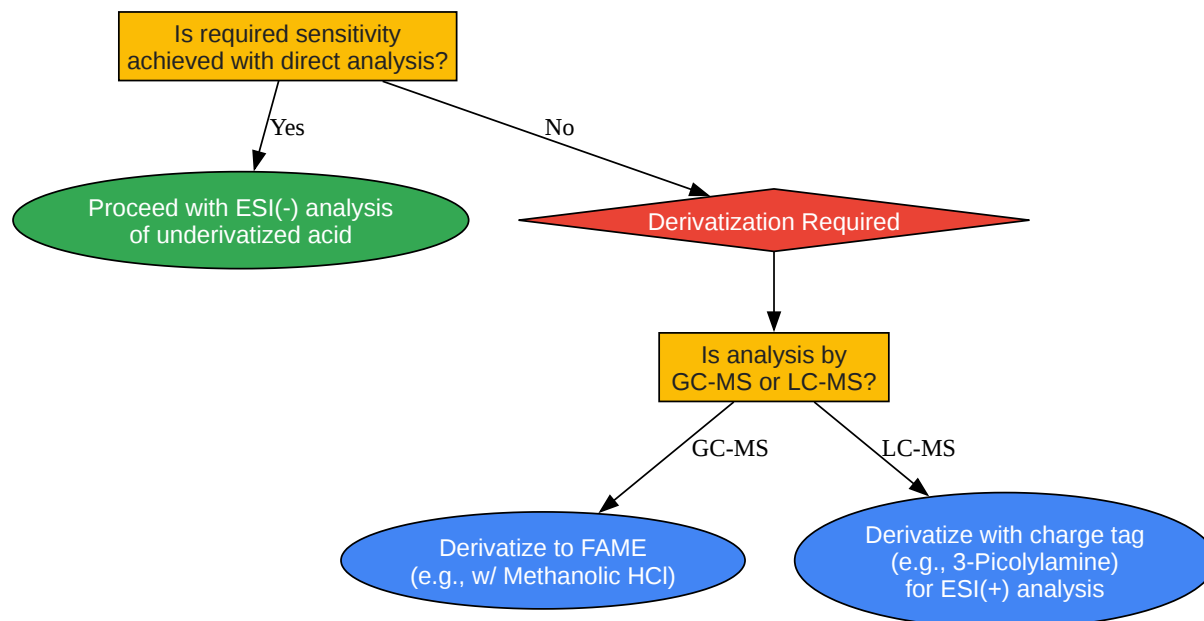 Is required sensitivity
achieved with direct analysis?
Yes
No
Proceed with ESI(-) analysis
of underivatized acid
Derivatization Required
Is analysis by
GC-MS or LC-MS?
GC-MS
LC-MS
Derivatize to FAME
(e.g., w/ Methanolic HCl)
Derivatize with charge tag
(e.g., 3-Picolylamine)
for ESI(+) analysis